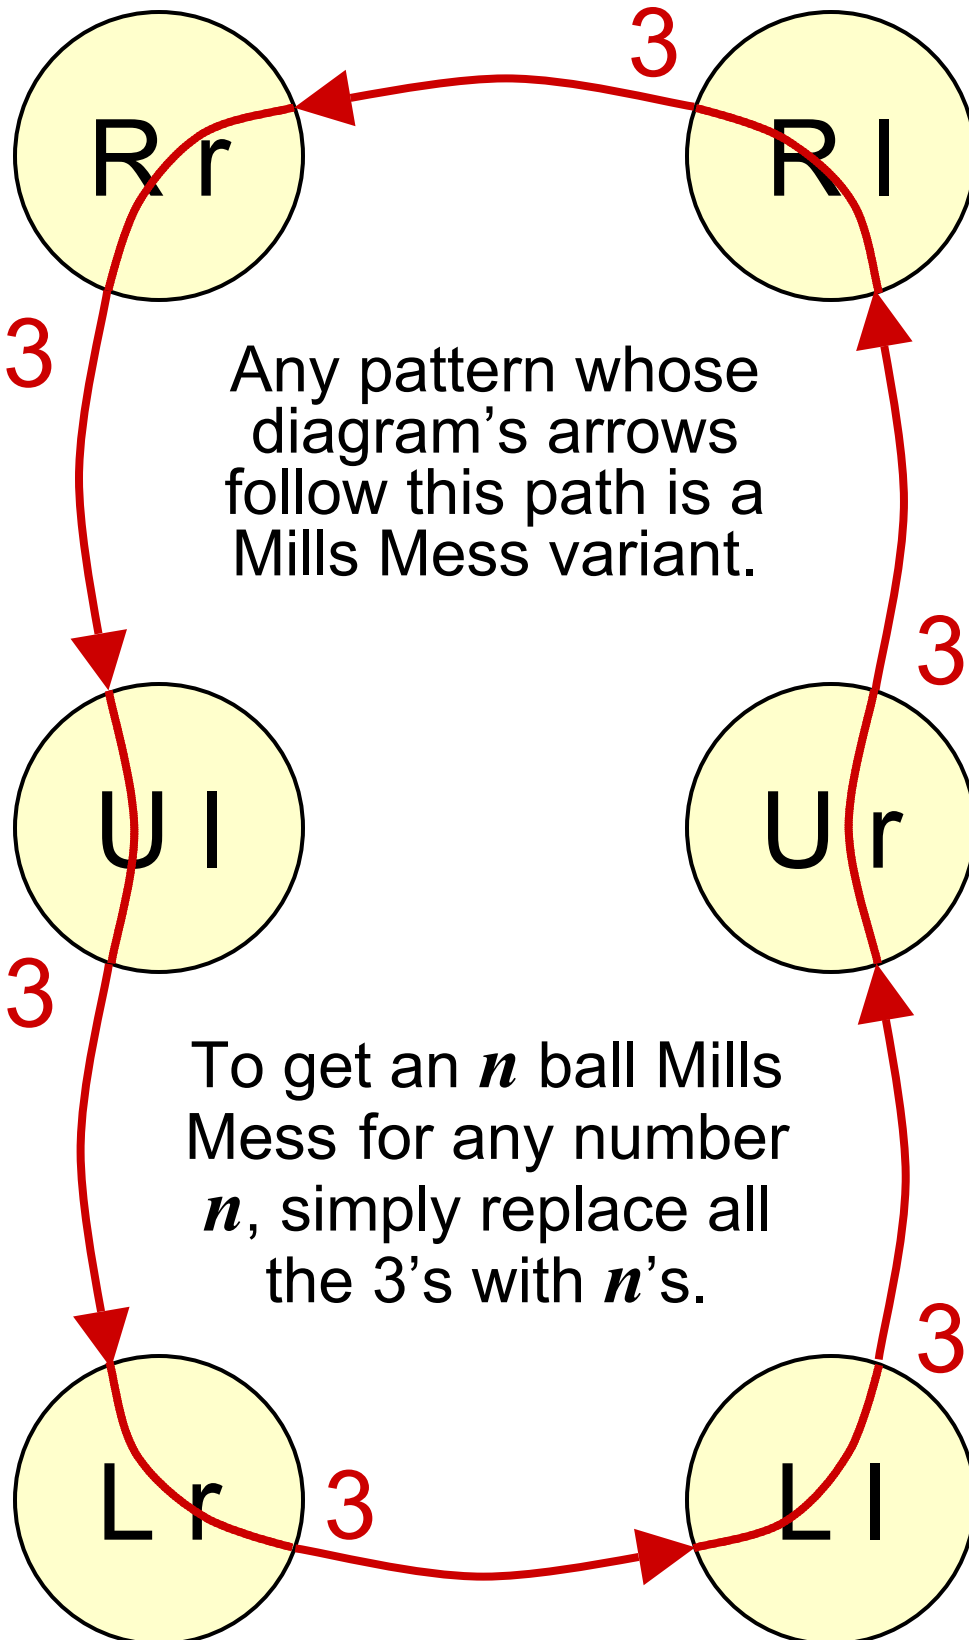 3
R r
R l
3
Any pattern whose
diagram’s arrows
follow this path is a
Mills Mess variant.
3
U l
U r
3
To get an n ball Mills
Mess for any number
n, simply replace all
the 3’s with n’s.
3
L r
3
L l